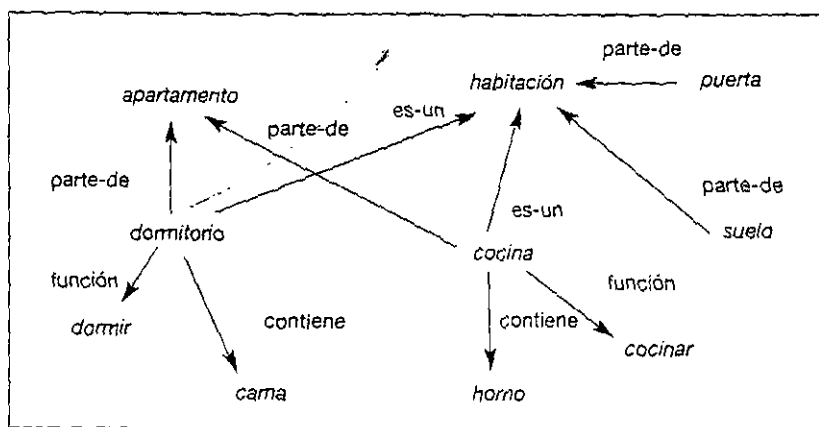 parte-de
habitación
puerta
apartamento
es-un
parte-de
parte-de
parte-de
dormitorio
es-un
cocina
suelo
función
función
dormir
contiene
contiene
cocinar
cama
horno